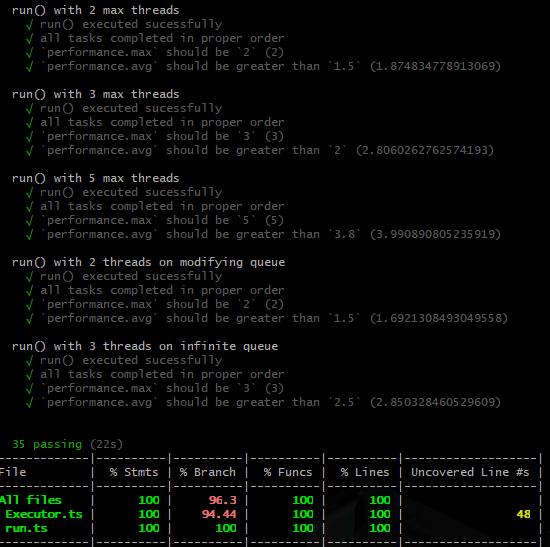 run() with 2 max threads
√ run() executed sucessfully
√ all tasks completed in proper order
√ `performance.max` should be `2` (2)
√ `performance.avg` should be greater than `1.5` (1.874834778913069)
run() with 3 max threads
√ run() executed sucessfully
√ all tasks completed in proper order
√ `performance.max` should be `3` (3)
√ `performance.avg` should be greater than `2` (2.8060262762574193)
run() with 5 max threads
√ run() executed sucessfully
√ all tasks completed in proper order
√ `performance.max` should be `5` (5)
√ `performance.avg` should be greater than `3.8` (3.990890805235919)
run() with 2 threads on modifying queue
√ run() executed sucessfully
√ all tasks completed in proper order
√ `performance.max` should be `2` (2)
√ `performance.avg` should be greater than `1.5` (1.6921308493049558)
run() with 3 threads on infinite queue
√ run() executed sucessfully
√ all tasks completed in proper order
√ `performance.max` should be `3` (3)
√ `performance.avg` should be greater than `2.5` (2.850328460529609)
35 passing (22s)
File | % Stmts | % Branch | % Funcs | % Lines | Uncovered Line #s |
All files | 100 | 96.3 | 100 | 100 | |
Executor.ts | 100 | 94.44 | 100 | 100 | 48 |
run.ts | 100 | 100 | 100 | 100 | |